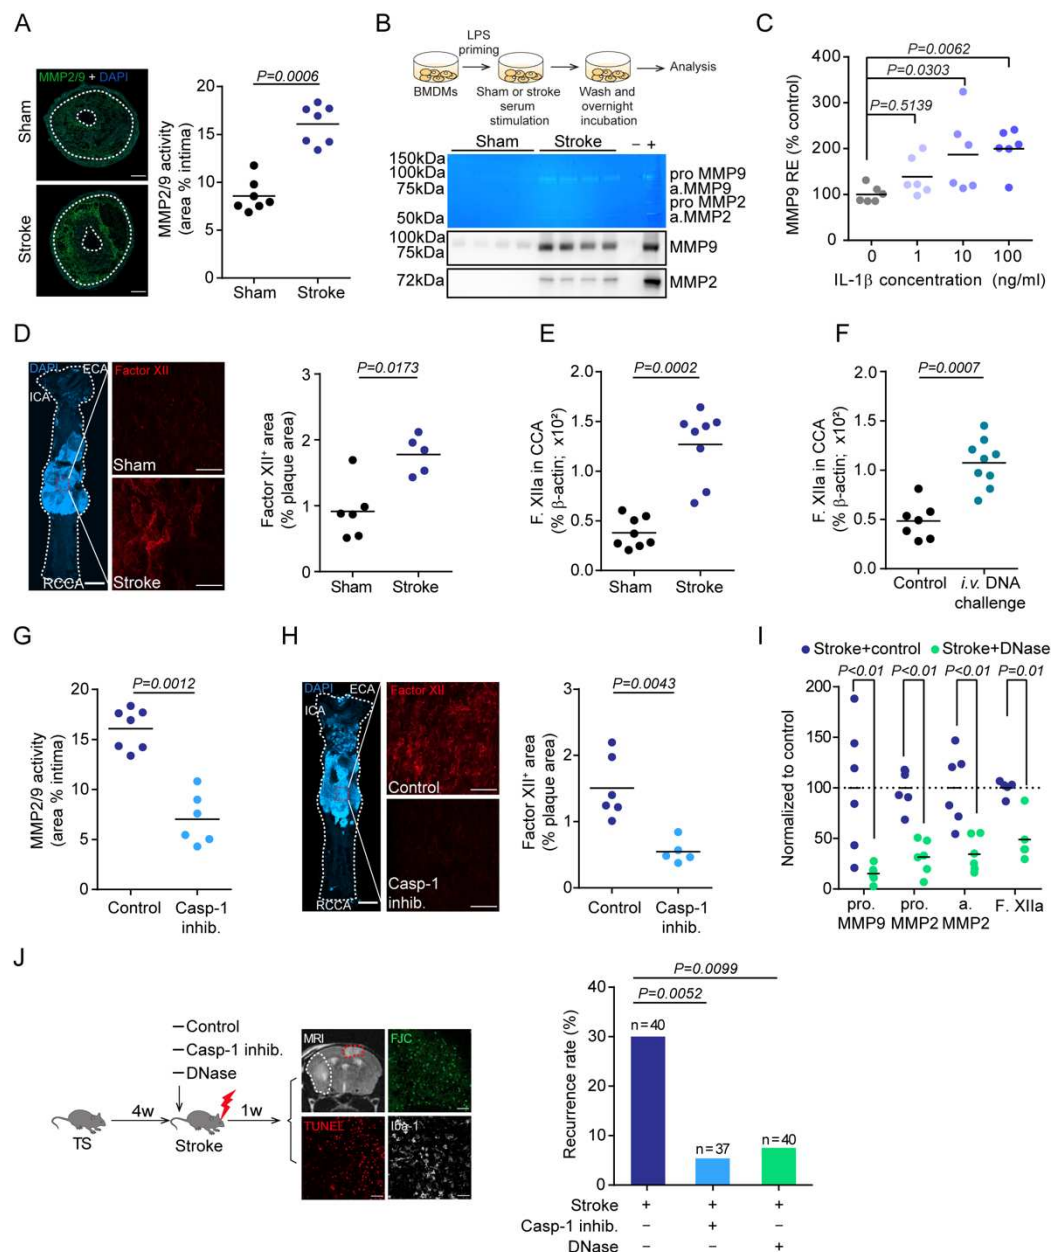 A
MMP2/9 + DAPI
Sham
Stroke
MMP2/9 activity
(area % intima)
20
15
10
5
0
P=0.0006
Sham
Stroke
B
LPS
priming
BMDMs
Sham or stroke
serum
stimulation
Wash and
overnight
incubation
Analysis
Sham
Stroke
− +
150kDa
100kDa
75kDa
50kDa
pro MMP9
a.MMP9
pro MMP2
a.MMP2
100kDa
75kDa
MMP9
72kDa
MMP2
C
P=0.0062
P=0.0303
P=0.5139
MMP9 RE (% control)
400
300
200
100
0
0 1 10 100
IL-1β concentration (ng/ml)
D
DAPI
ECA
ICA
RCCA
Factor XII
Sham
Stroke
Factor XII⁺ area
(% plaque area)
3
2
1
0
P=0.0173
Sham
Stroke
E
F. XIIa in CCA
(% β-actin; x10²)
2.0
1.5
1.0
0.5
0.0
P=0.0002
Sham
Stroke
F
F. XIIa in CCA
(% β-actin; x10²)
2.0
1.5
1.0
0.5
0.0
P=0.0007
Control
i.v. DNA
challenge
G
MMP2/9 activity
(area % intima)
20
15
10
5
0
P=0.0012
Control
Casp-1
inhib.
H
DAPI
ECA
ICA
RCCA
Factor XII
Control
Casp-1
inhib.
Factor XII⁺ area
(% plaque area)
3
2
1
0
P=0.0043
Control
Casp-1
inhib.
I
Stroke+control
Stroke+DNase
P<0.01 P<0.01 P<0.01 P=0.01
Normalized to control
200
150
100
50
0
pro.
MMP9
pro.
MMP2
a.
MMP2
F. XIIa
J
Control
Casp-1 inhib.
DNase
TS
4w
Stroke
1w
MRI
FJC
TUNEL
Iba-1
Recurrence rate (%)
40
30
20
10
0
P=0.0099
P=0.0052
n=40
n=37
n=40
Stroke + + +
Casp-1 inhib. − + −
DNase − − +